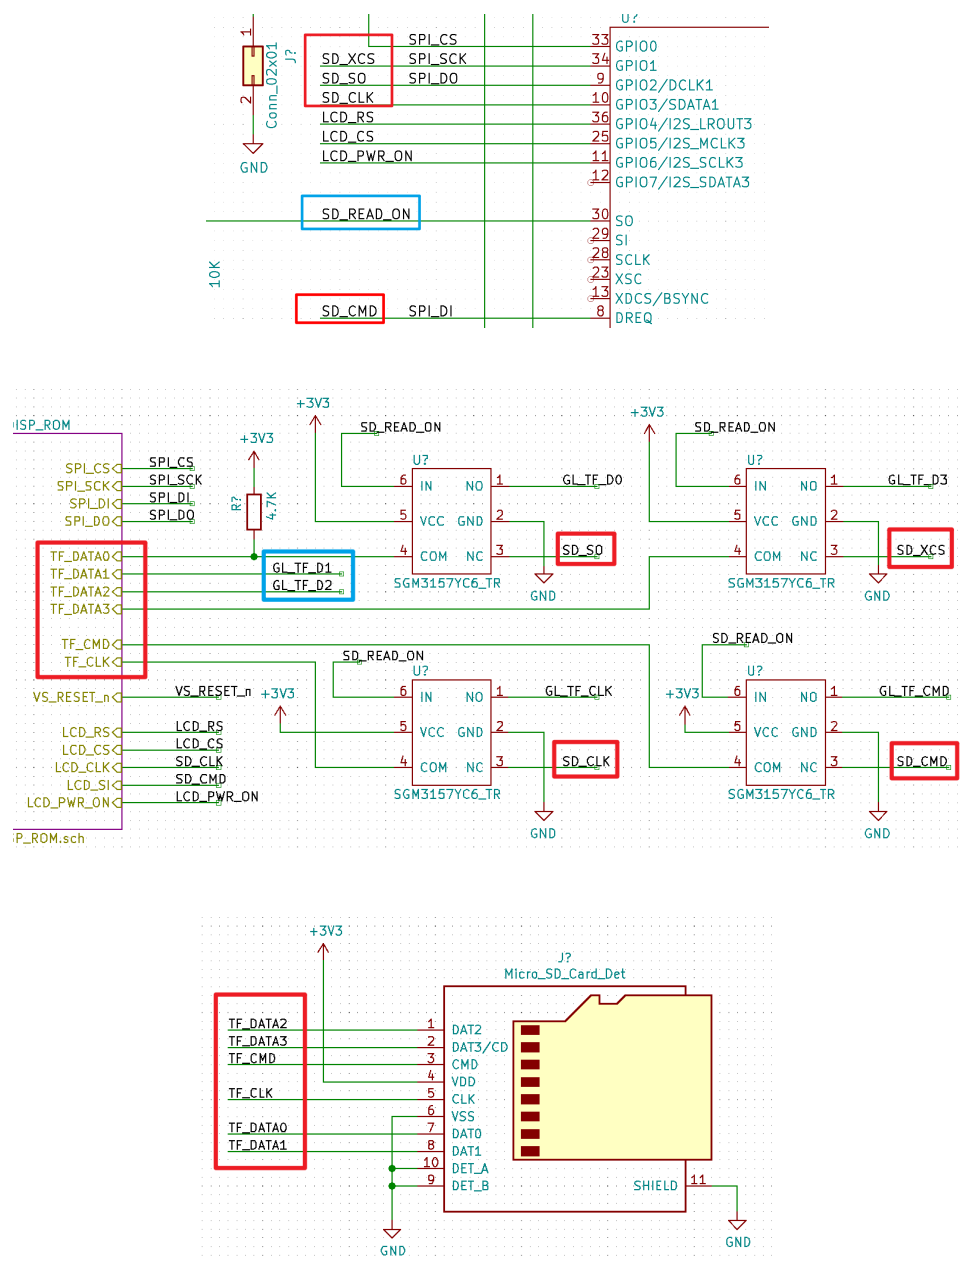 U?
1
J?
Conn_02x01
2
GND
SPI_CS 33 GPIO0
SD_XCS SPI_SCK 34 GPIO1
SD_SO SPI_DO 9 GPIO2/DCLK1
SD_CLK 10 GPIO3/SDATA1
LCD_RS 36 GPIO4/I2S_LROUT3
LCD_CS 25 GPIO5/I2S_MCLK3
LCD_PWR_ON 11 GPIO6/I2S_SCLK3
12 GPIO7/I2S_SDATA3
SD_READ_ON 30 SO
29 SI
28 SCLK
23 XSC
13 XDCS/BSYNC
10K
SD_CMD SPI_DI 8 DREQ
ISP_ROM
SPI_CS SPI_CS
SPI_SCK SPI_SCK
SPI_DI SPI_DI
SPI_DO SPI_DO
TF_DATA0
TF_DATA1 GL_TF_D1
TF_DATA2 GL_TF_D2
TF_DATA3
TF_CMD
TF_CLK
VS_RESET_n VS_RESET_n
LCD_RS LCD_RS
LCD_CS LCD_CS
LCD_CLK SD_CLK
LCD_SI SD_CMD
LCD_PWR_ON LCD_PWR_ON
P_ROM.sch
+3V3
R?
4.7K
+3V3
SD_READ_ON
U?
6 IN NO 1 GL_TF_D0
5 VCC GND 2
4 COM NC 3 SD_SO
SGM3157YC6_TR
GND
+3V3
SD_READ_ON
U?
6 IN NO 1 GL_TF_D3
5 VCC GND 2
4 COM NC 3 SD_XCS
SGM3157YC6_TR
GND
SD_READ_ON
+3V3
U?
6 IN NO 1 GL_TF_CLK
5 VCC GND 2
4 COM NC 3 SD_CLK
SGM3157YC6_TR
GND
SD_READ_ON
+3V3
U?
6 IN NO 1 GL_TF_CMD
5 VCC GND 2
4 COM NC 3 SD_CMD
SGM3157YC6_TR
GND
+3V3
J?
Micro_SD_Card_Det
TF_DATA2 1 DAT2
TF_DATA3 2 DAT3/CD
TF_CMD 3 CMD
4 VDD
TF_CLK 5 CLK
6 VSS
TF_DATA0 7 DAT0
TF_DATA1 8 DAT1
10 DET_A
9 DET_B
SHIELD 11
GND
GND